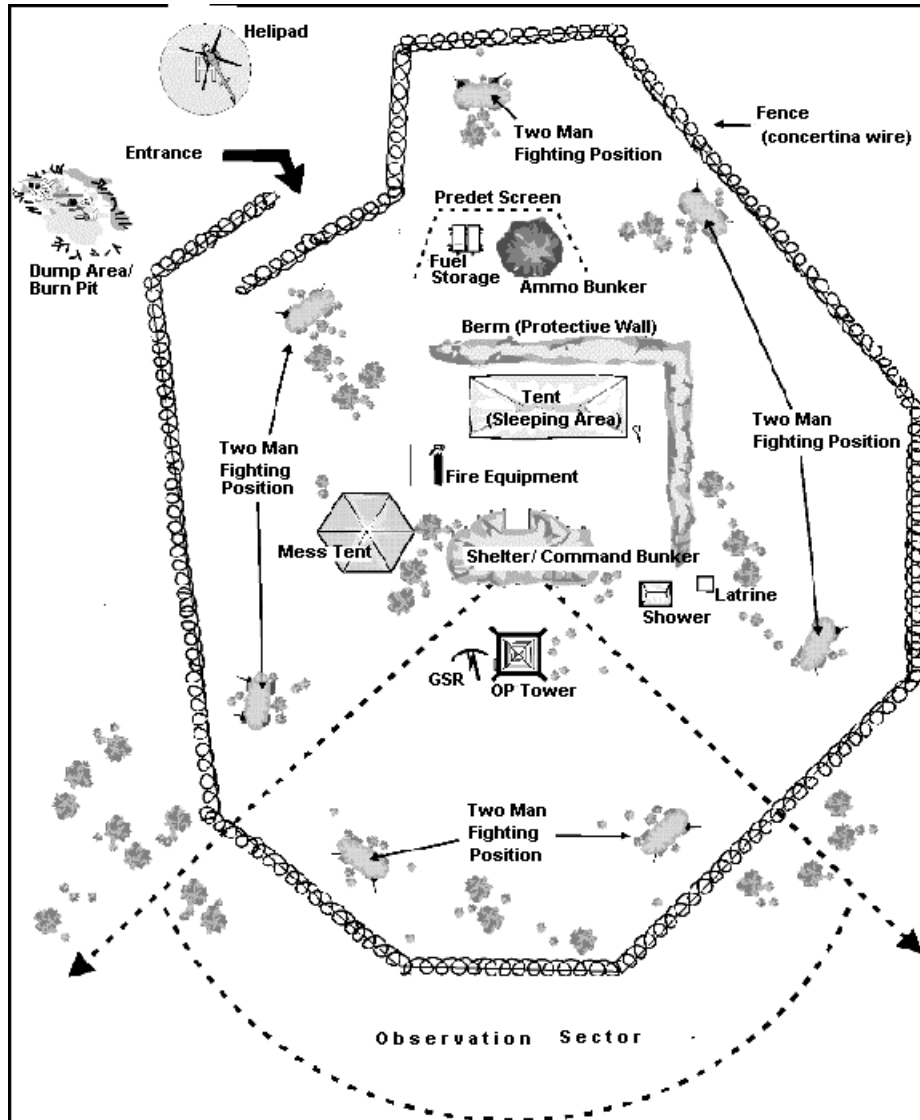 Helipad
Two Man
Fighting Position
Fence
(concertina wire)
Entrance
Predet Screen
Fuel
Storage
Ammo Bunker
Dump Area/
Burn Pit
Berm (Protective Wall)
Tent
(Sleeping Area)
Two Man
Fighting Position
Two Man
Fighting
Position
Fire Equipment
Mess Tent
Shelter/ Command Bunker
Latrine
Shower
GSR
OP Tower
Two Man
Fighting
Position
Observation Sector